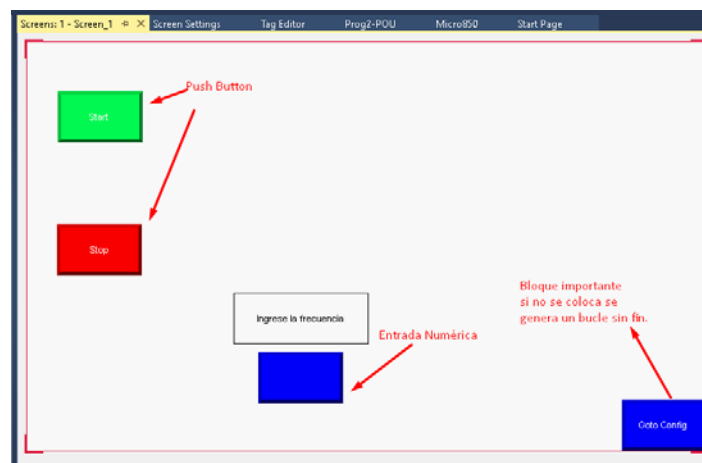 Screens: 1 - Screen_1 Screen Settings Tag Editor Prog2-POU Micro850 Start Page
Push Button
Start
Stop
Bloque importante
si no se coloca se
genera un bucle sin fin.
Ingrese la frecuencia
Entrada Numérica
Goto Config